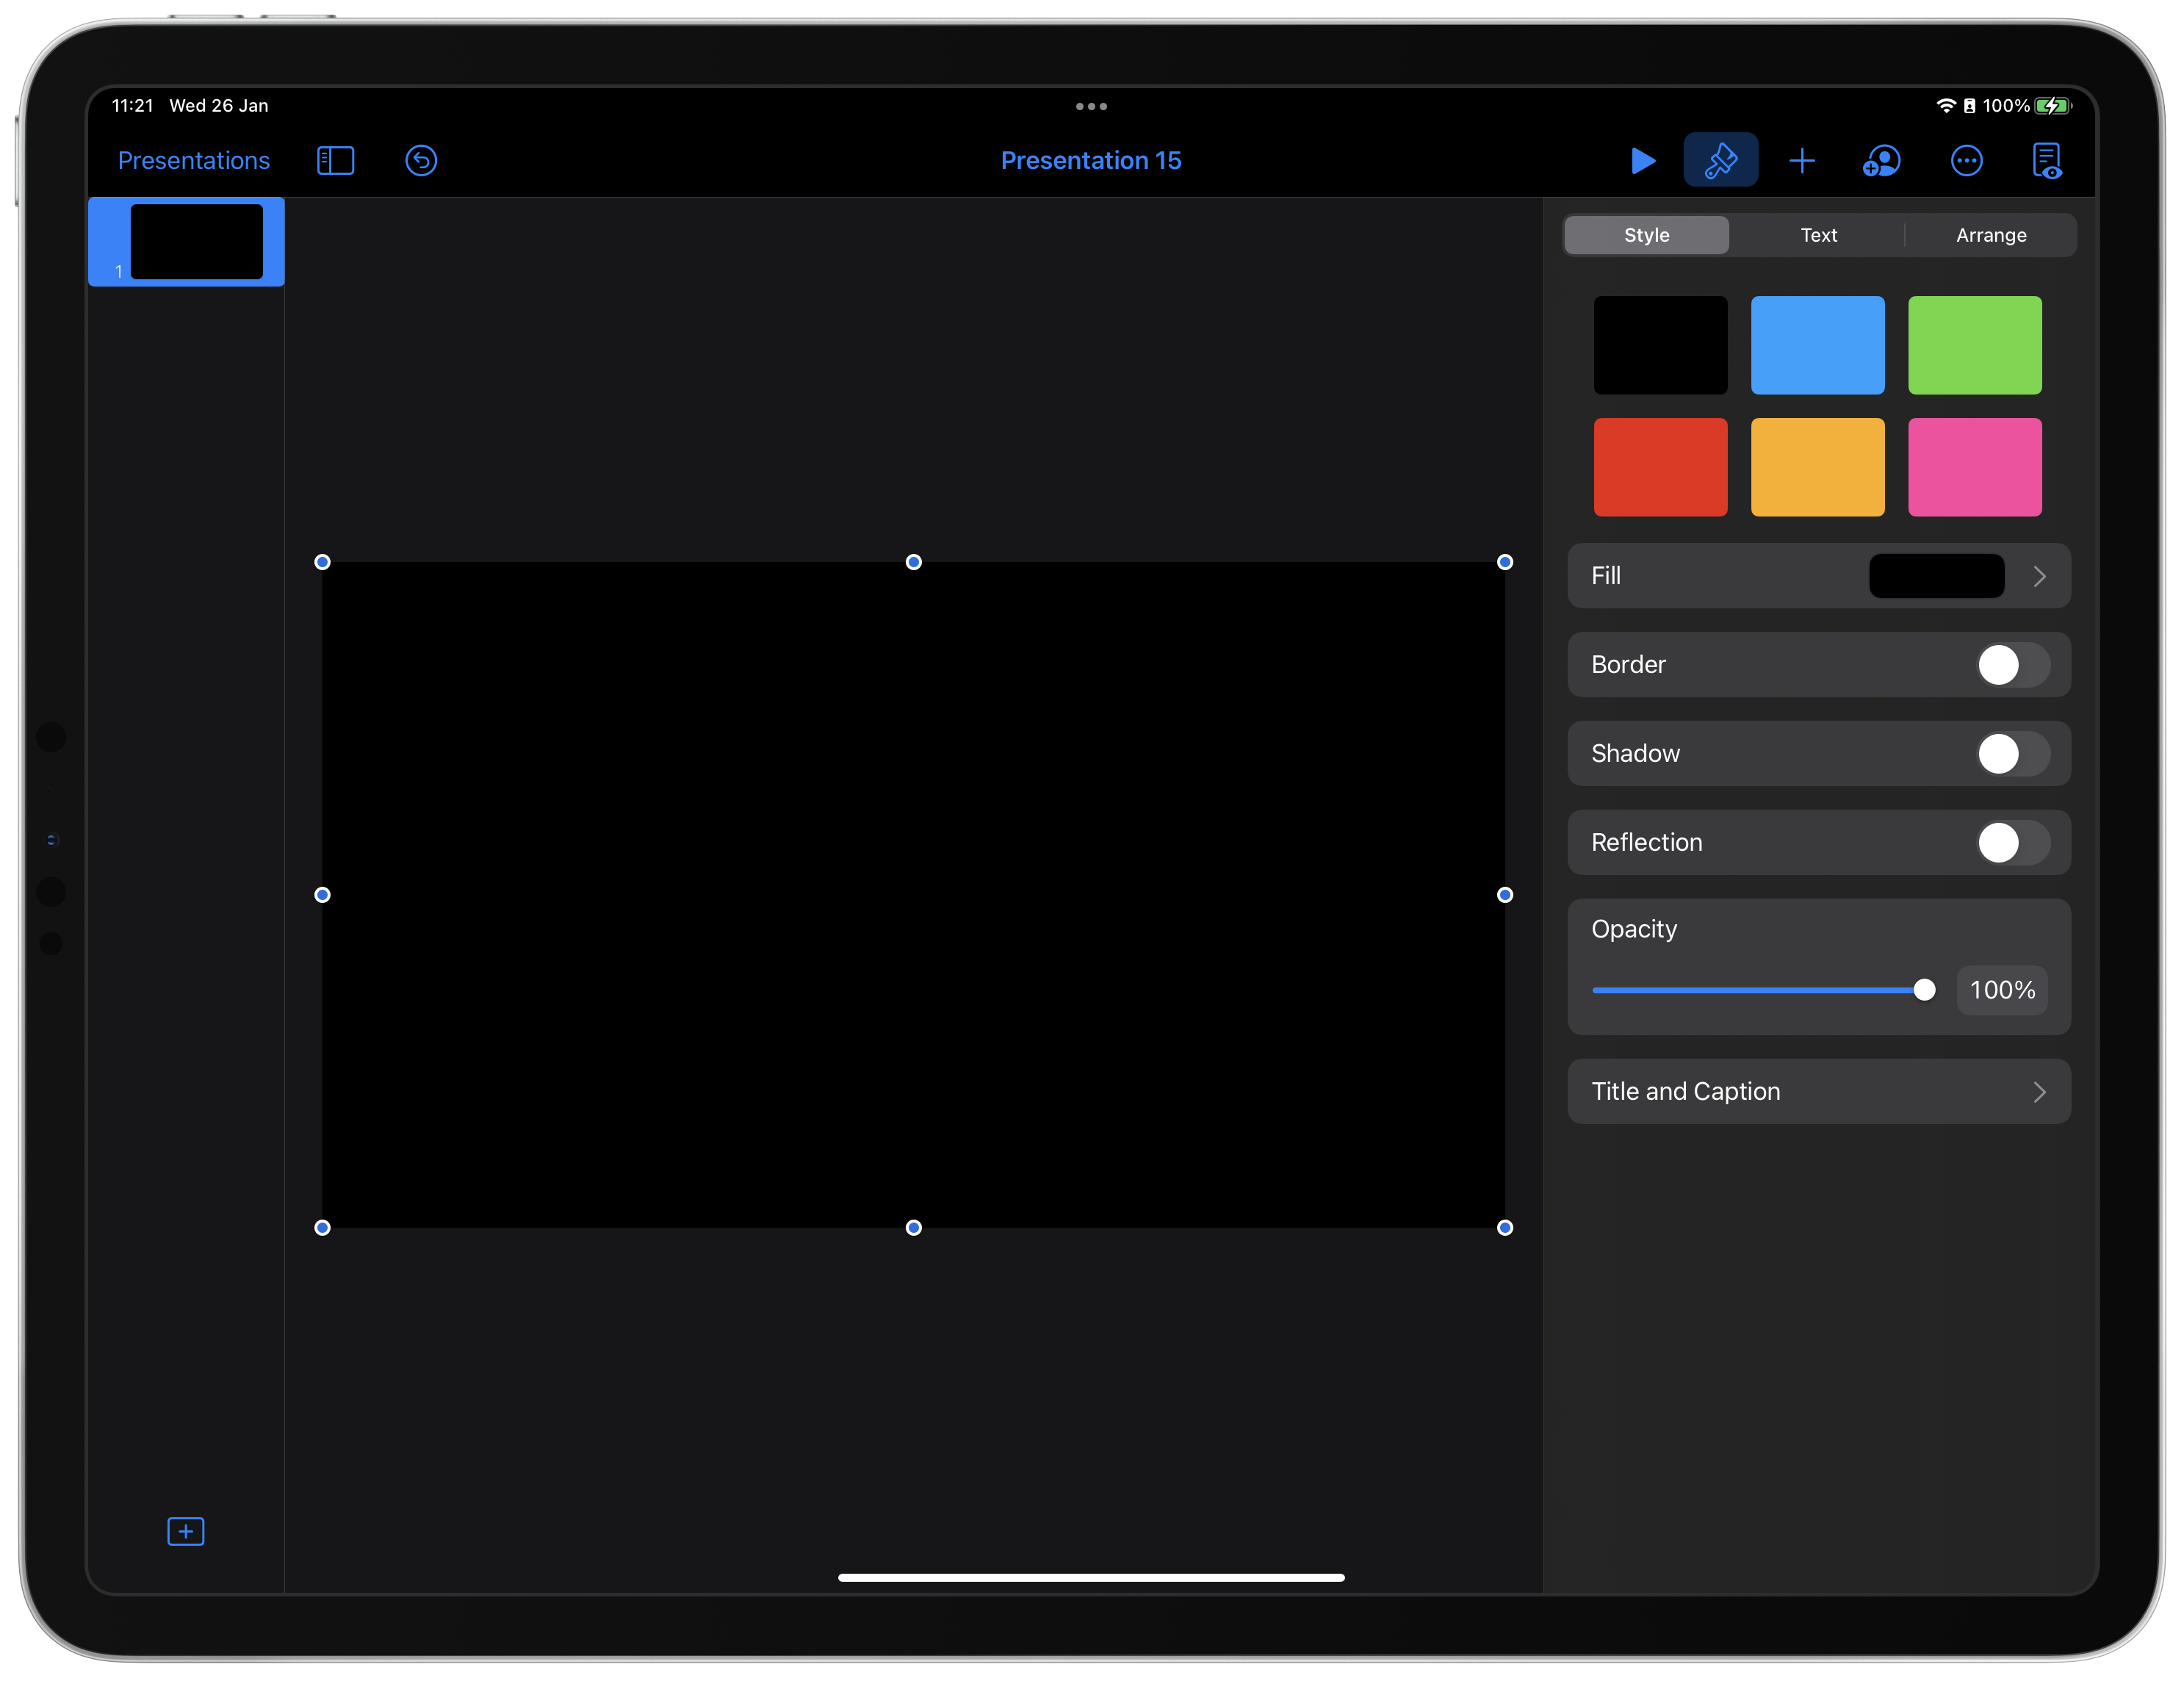 11:21 Wed 26 Jan
100%
Presentations
Presentation 15
1
Style
Text
Arrange
Fill
Border
Shadow
Reflection
Opacity
100%
Title and Caption